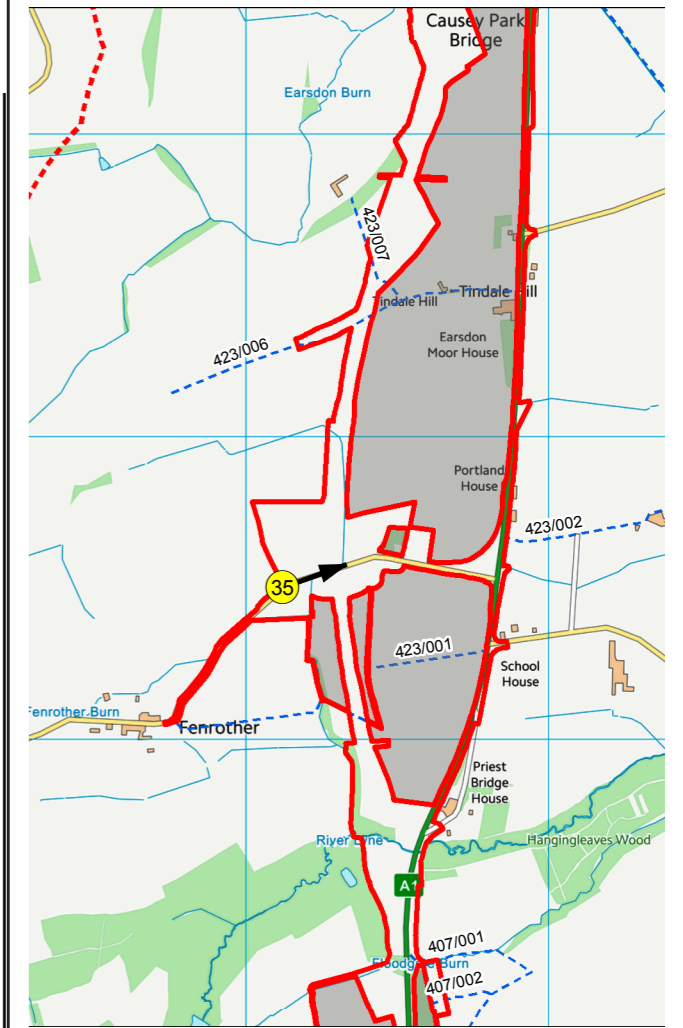 Causey Park
Bridge
Earsdon Burn
423/007
Tindale Hill
Tindale Hill
423/006
Earsdon
Moor House
Portland
House
423/002
35
423/001
School
House
Fenrother Burn
Fenrother
Priest
Bridge
House
River Lyne
Hangingleaves Wood
A1
407/001
Floodgate Burn
407/002